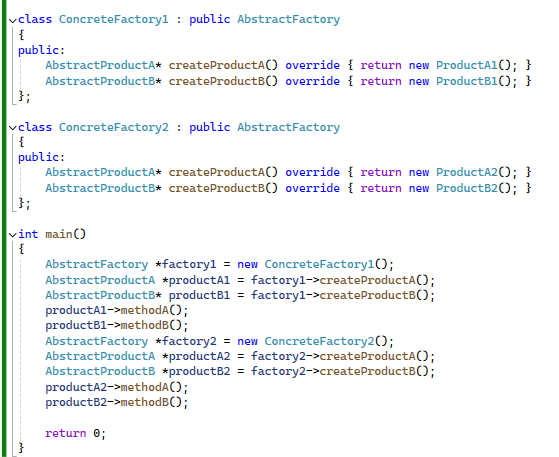 class ConcreteFactory1 : public AbstractFactory
{
public:
    AbstractProductA* createProductA() override { return new ProductA1(); }
    AbstractProductB* createProductB() override { return new ProductB1(); }
};

class ConcreteFactory2 : public AbstractFactory
{
public:
    AbstractProductA* createProductA() override { return new ProductA2(); }
    AbstractProductB* createProductB() override { return new ProductB2(); }
};

int main()
{
    AbstractFactory *factory1 = new ConcreteFactory1();
    AbstractProductA *productA1 = factory1->createProductA();
    AbstractProductB* productB1 = factory1->createProductB();
    productA1->methodA();
    productB1->methodB();
    AbstractFactory *factory2 = new ConcreteFactory2();
    AbstractProductA *productA2 = factory2->createProductA();
    AbstractProductB *productB2 = factory2->createProductB();
    productA2->methodA();
    productB2->methodB();

    return 0;
}